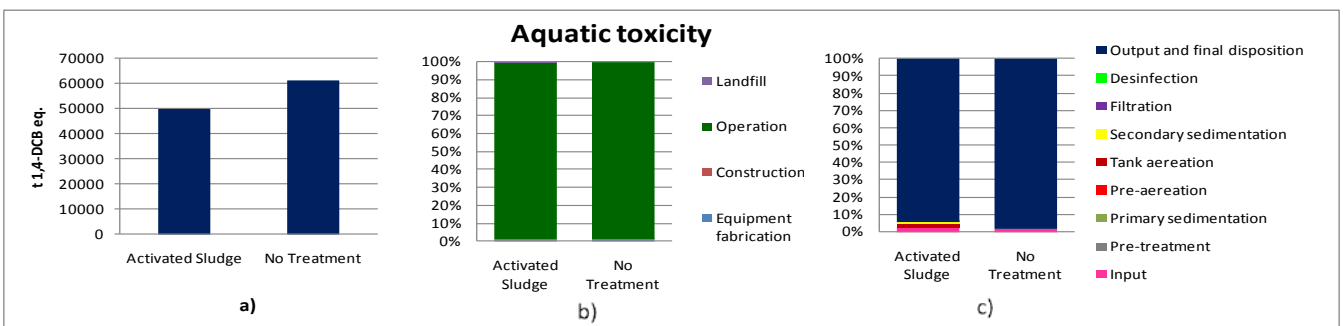 Aquatic toxicity
t 1,4-DCB eq.
70000
60000
50000
40000
30000
20000
10000
0
Activated Sludge
No Treatment
a)
100%
90%
80%
70%
60%
50%
40%
30%
20%
10%
0%
Activated
Sludge
No
Treatment
b)
Landfill
Operation
Construction
Equipment
fabrication
100%
90%
80%
70%
60%
50%
40%
30%
20%
10%
0%
Activated
Sludge
No
Treatment
c)
Output and final disposition
Desinfection
Filtration
Secondary sedimentation
Tank aereation
Pre-aereation
Primary sedimentation
Pre-treatment
Input